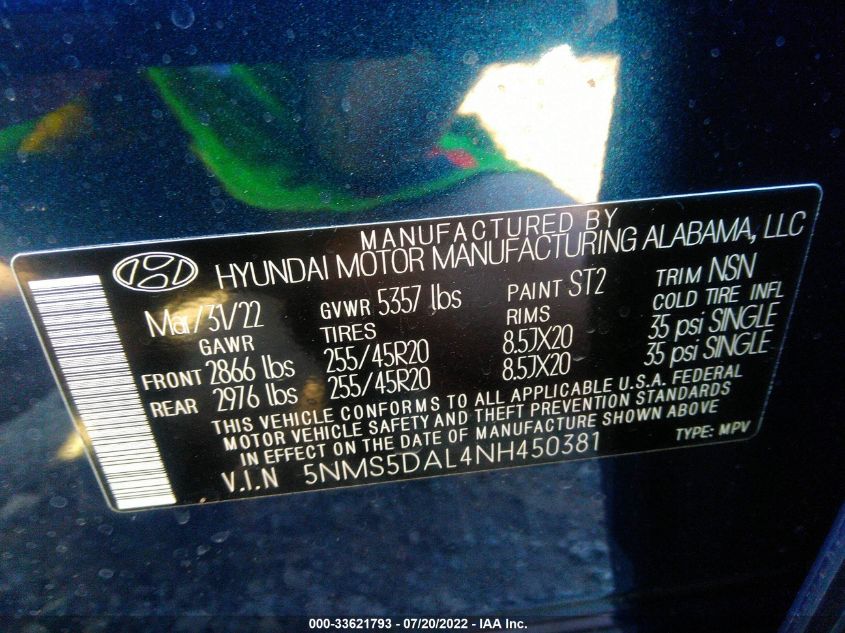 MANUFACTURED BY
HYUNDAI MOTOR MANUFACTURING ALABAMA, LLC
Mar/31/22 GVWR 5357 lbs PAINT ST2 TRIM NSN
GAWR TIRES RIMS COLD TIRE INFL
FRONT 2866 lbs 255/45R20 8.5JX20 35 psi SINGLE
REAR 2976 lbs 255/45R20 8.5JX20 35 psi SINGLE
THIS VEHICLE CONFORMS TO ALL APPLICABLE U.S.A. FEDERAL
MOTOR VEHICLE SAFETY AND THEFT PREVENTION STANDARDS
IN EFFECT ON THE DATE OF MANUFACTURE SHOWN ABOVE
V.I.N 5NMS5DAL4NH450381 TYPE: MPV
000-33621793 - 07/20/2022 - IAA Inc.